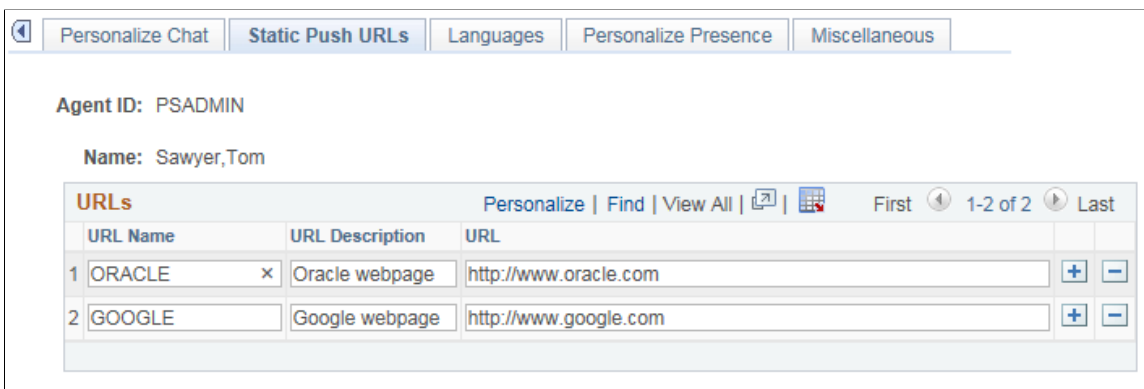 Personalize Chat Static Push URLs Languages Personalize Presence Miscellaneous
Agent ID: PSADMIN
Name: Sawyer,Tom
URLs Personalize | Find | View All | | First 1-2 of 2 Last
URL Name URL Description URL
1 ORACLE × Oracle webpage http://www.oracle.com + −
2 GOOGLE Google webpage http://www.google.com + −